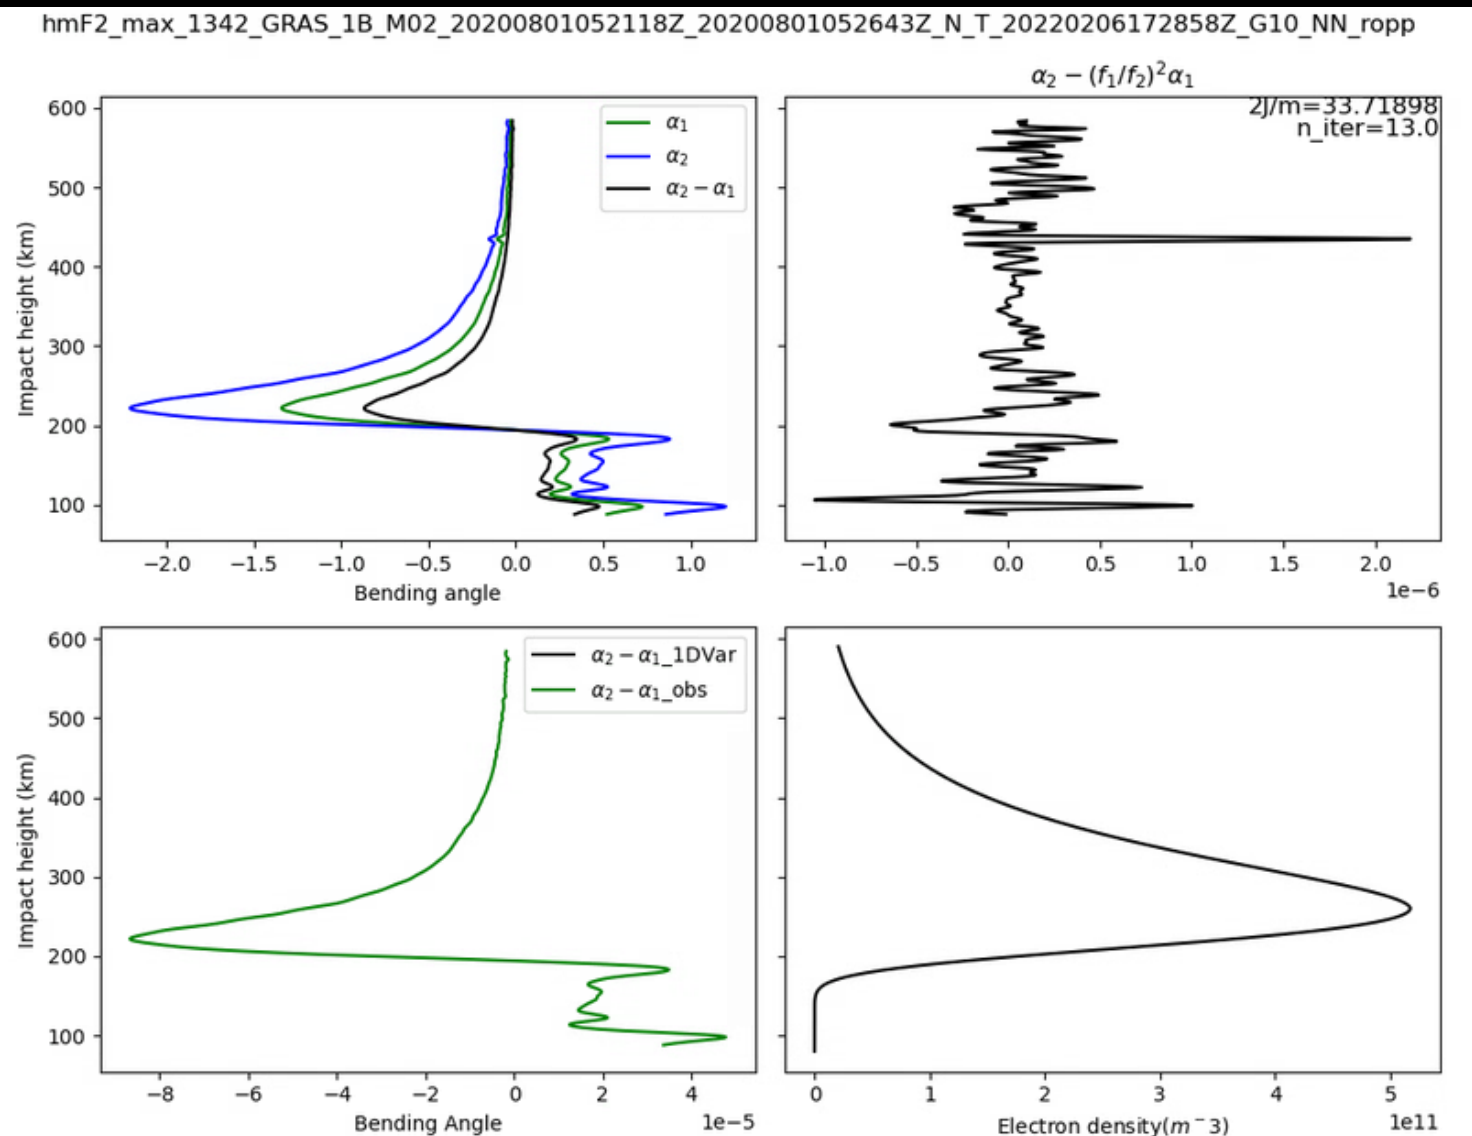 hmF2_max_1342_GRAS_1B_M02_20200801052118Z_20200801052643Z_N_T_20220206172858Z_G10_NN_ropp
α₂ − (f₁/f₂)²α₁
600
500
400
300
200
100
Impact height (km)
−2.0 −1.5 −1.0 −0.5 0.0 0.5 1.0
Bending angle
α₁
α₂
α₂ − α₁
2J/m=33.71898
n_iter=13.0
−1.0 −0.5 0.0 0.5 1.0 1.5 2.0
1e−6
600
500
400
300
200
100
Impact height (km)
α₂ − α₁_1DVar
α₂ − α₁_obs
−8 −6 −4 −2 0 2 4
1e−5
Bending Angle
0 1 2 3 4 5
1e11
Electron density(m⁻3)